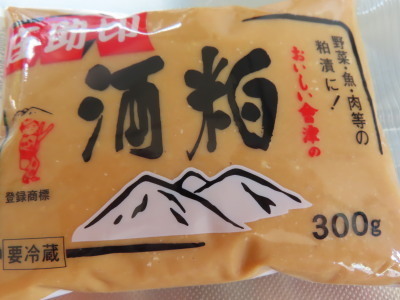 助印
酒粕
おいしい会津の
野菜・魚・肉等の
粕漬に!
登録商標
300g
要冷蔵